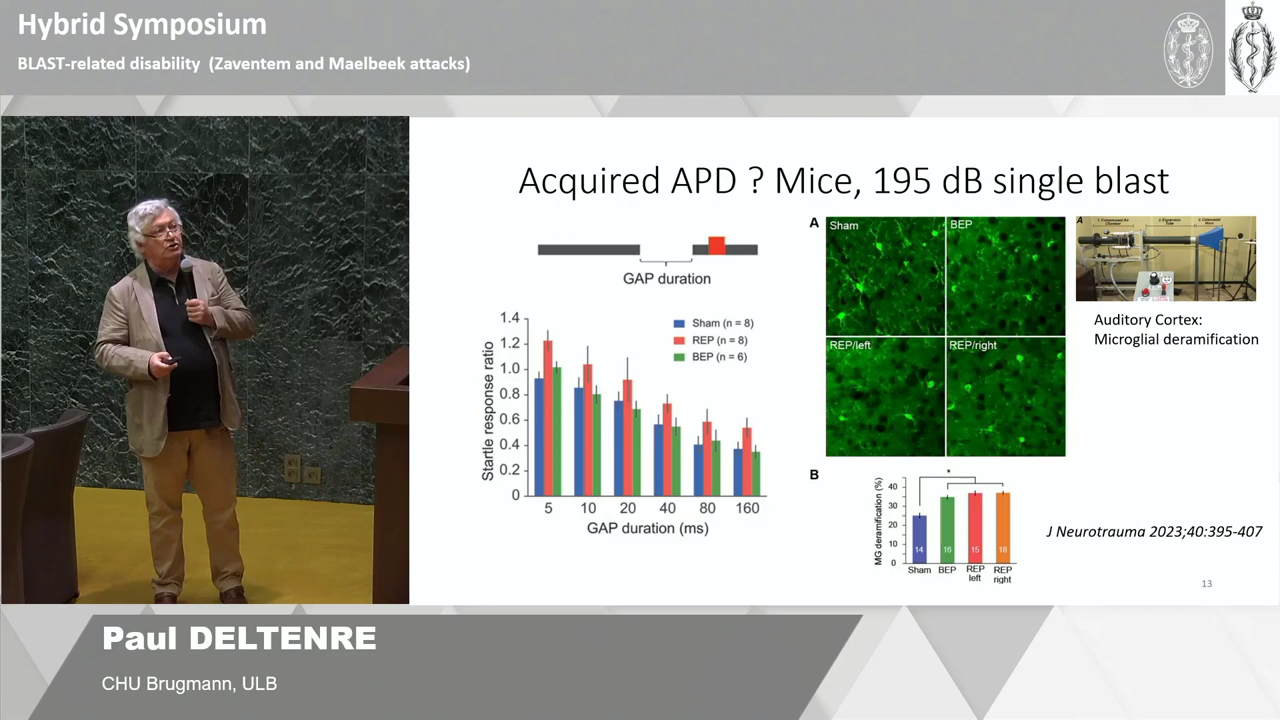 Hybrid Symposium
BLAST-related disability (Zaventem and Maelbeek attacks)
Acquired APD ? Mice, 195 dB single blast
GAP duration
1.4
1.2
1.0
0.8
0.6
0.4
0.2
0
Startle response ratio
Sham (n = 8)
REP (n = 8)
BEP (n = 6)
5 10 20 40 80 160
GAP duration (ms)
A
Sham
BEP
REP/left
REP/right
A
Auditory Cortex:
Microglial deramification
B
MG deramification (%)
40
30
20
10
0
*
14 16 15 18
Sham BEP REP left REP right
J Neurotrauma 2023;40:395-407
13
Paul DELTENRE
CHU Brugmann, ULB